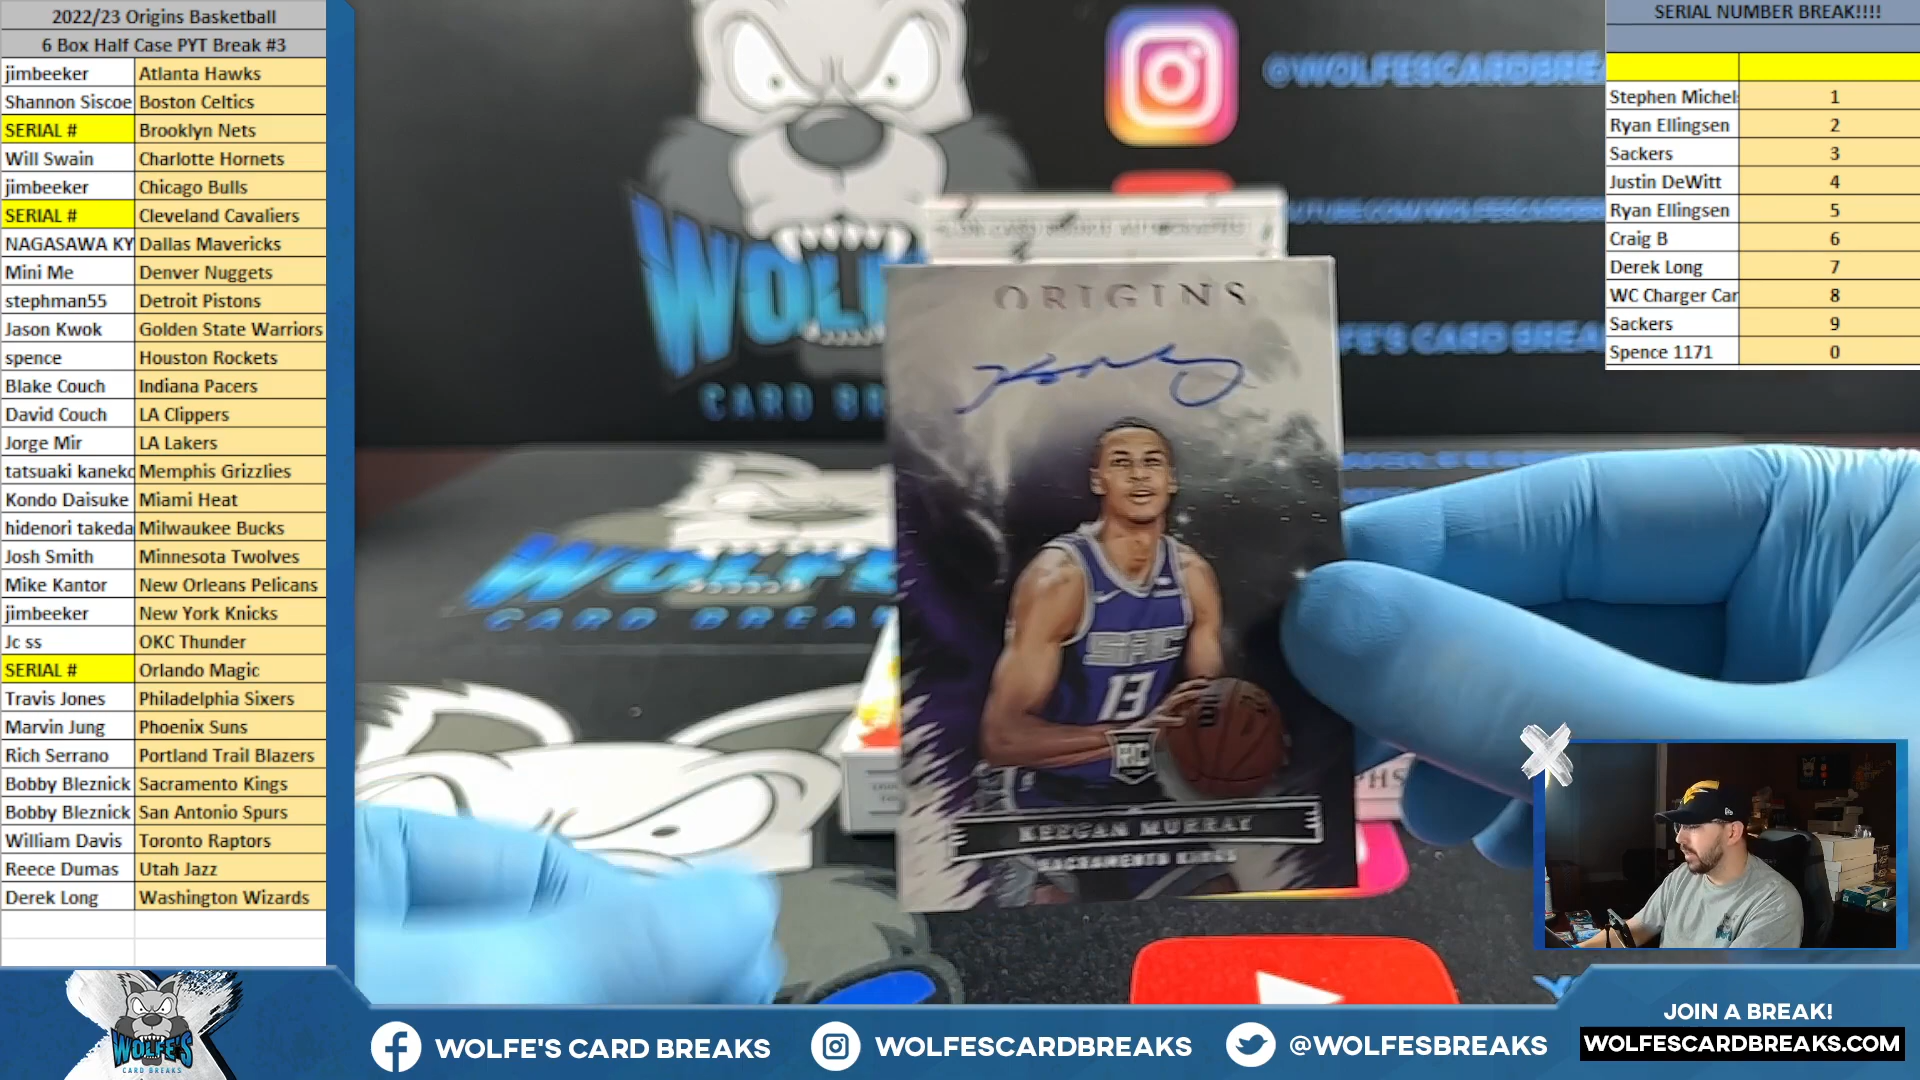 2022/23 Origins Basketball
6 Box Half Case PYT Break #3
jimbeeker Atlanta Hawks
Shannon Siscoe Boston Celtics
SERIAL # Brooklyn Nets
Will Swain Charlotte Hornets
jimbeeker Chicago Bulls
SERIAL # Cleveland Cavaliers
NAGASAWA KY Dallas Mavericks
Mini Me Denver Nuggets
stephman55 Detroit Pistons
Jason Kwok Golden State Warriors
spence Houston Rockets
Blake Couch Indiana Pacers
David Couch LA Clippers
Jorge Mir LA Lakers
tatsuaki kaneko Memphis Grizzlies
Kondo Daisuke Miami Heat
hidenori takeda Milwaukee Bucks
Josh Smith Minnesota Twolves
Mike Kantor New Orleans Pelicans
jimbeeker New York Knicks
Jc ss OKC Thunder
SERIAL # Orlando Magic
Travis Jones Philadelphia Sixers
Marvin Jung Phoenix Suns
Rich Serrano Portland Trail Blazers
Bobby Bleznick Sacramento Kings
Bobby Bleznick San Antonio Spurs
William Davis Toronto Raptors
Reece Dumas Utah Jazz
Derek Long Washington Wizards
SERIAL NUMBER BREAK!!!!
Stephen Michel 1
Ryan Ellingsen 2
Sackers 3
Justin DeWitt 4
Ryan Ellingsen 5
Craig B 6
Derek Long 7
WC Charger Car 8
Sackers 9
Spence 1171 0
@WOLFESCARDBRE
WOLFE
CARD BR
WOLFE
CARD BREA
ORIGINS
SAC
13
RC
KEEGAN MURRAY
SACRAMENTO KINGS
WOLFE'S
CARD BREAKS
WOLFE'S CARD BREAKS
WOLFESCARDBREAKS
@WOLFESBREAKS
JOIN A BREAK!
WOLFESCARDBREAKS.COM